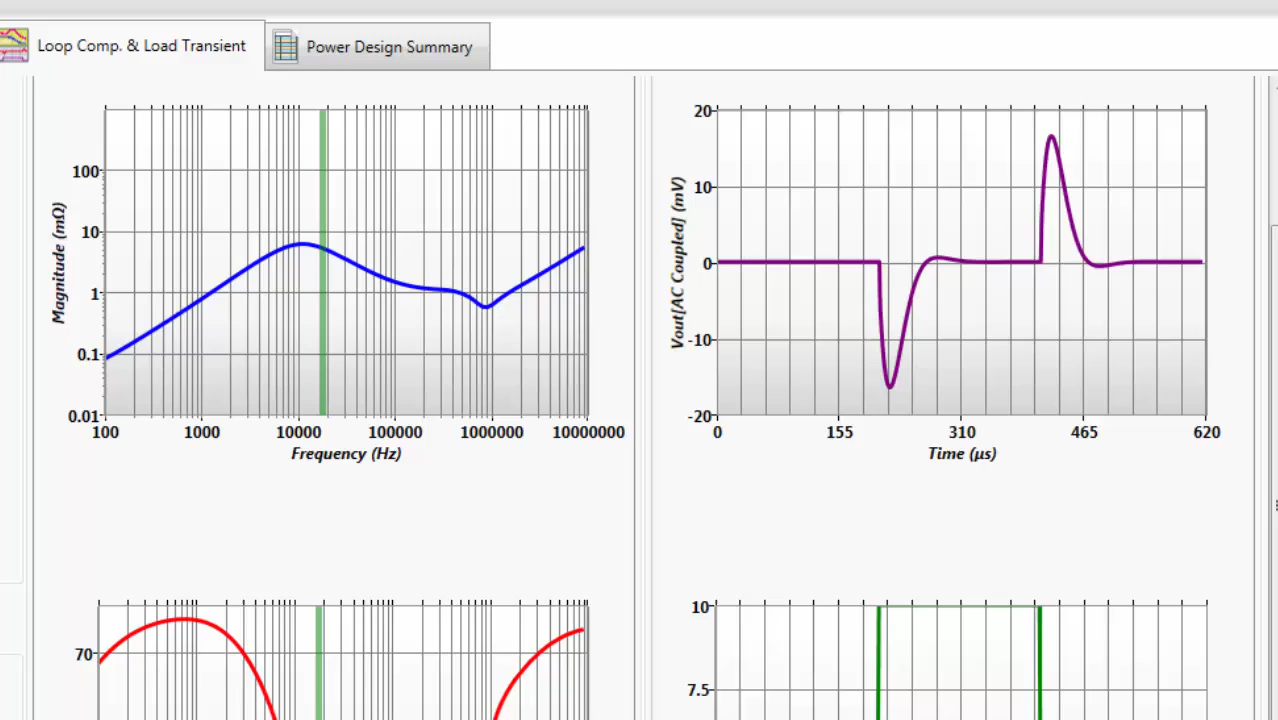 Loop Comp. & Load Transient
Power Design Summary
100
10
1
0.1
0.01
Magnitude (mΩ)
100 1000 10000 100000 1000000 10000000
Frequency (Hz)
20
10
0
-10
-20
Vout[AC Coupled] (mV)
0 155 310 465 620
Time (µs)
70
10
7.5